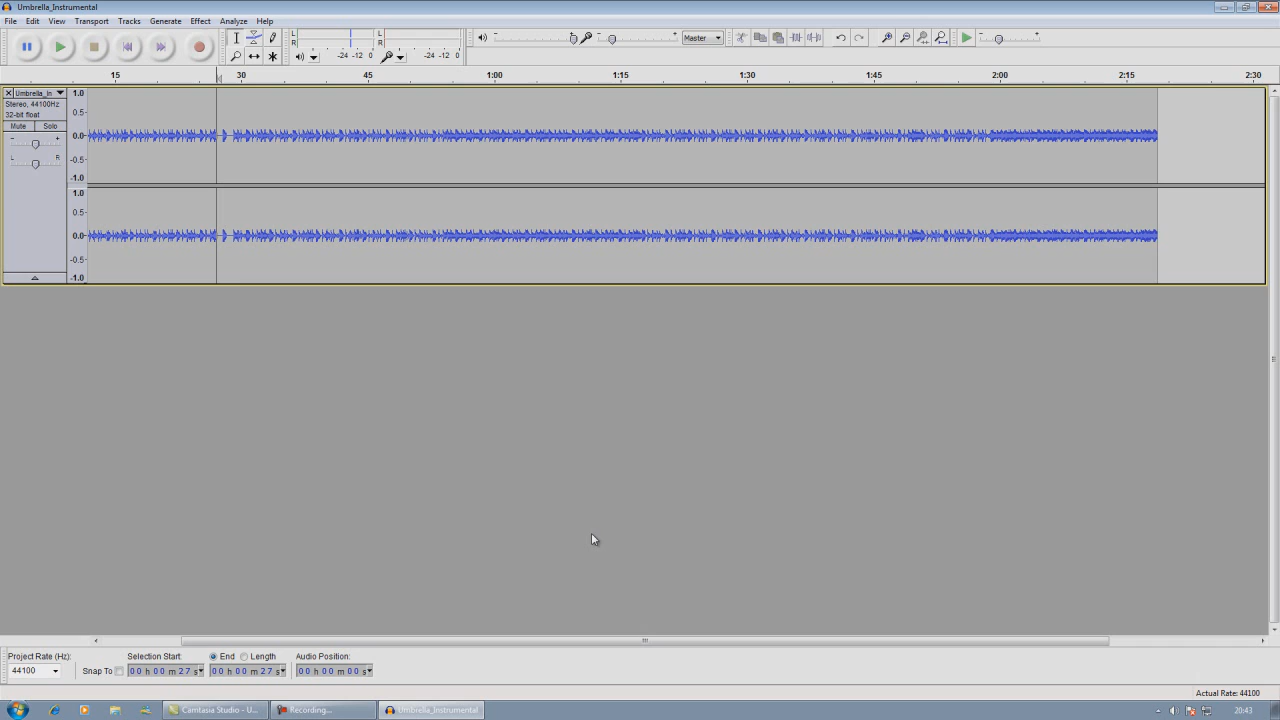 Umbrella_Instrumental
File Edit View Transport Tracks Generate Effect Analyze Help
L R L R Master
L R -24 -12 0 -24 -12 0
15 30 45 1:00 1:15 1:30 1:45 2:00 2:15 2:30
Umbrella_In
Stereo, 44100Hz
32-bit float
Mute Solo
- +
L R
1.0
0.5-
0.0-
-0.5-
-1.0
1.0
0.5-
0.0-
-0.5-
-1.0
Project Rate (Hz): Selection Start: End Length Audio Position:
44100 Snap To 00 h 00 m 27 s 00 h 00 m 27 s 00 h 00 m 00 s
Actual Rate: 44100
Camtasia Studio - U... Recording... Umbrella_Instrumental 20:43